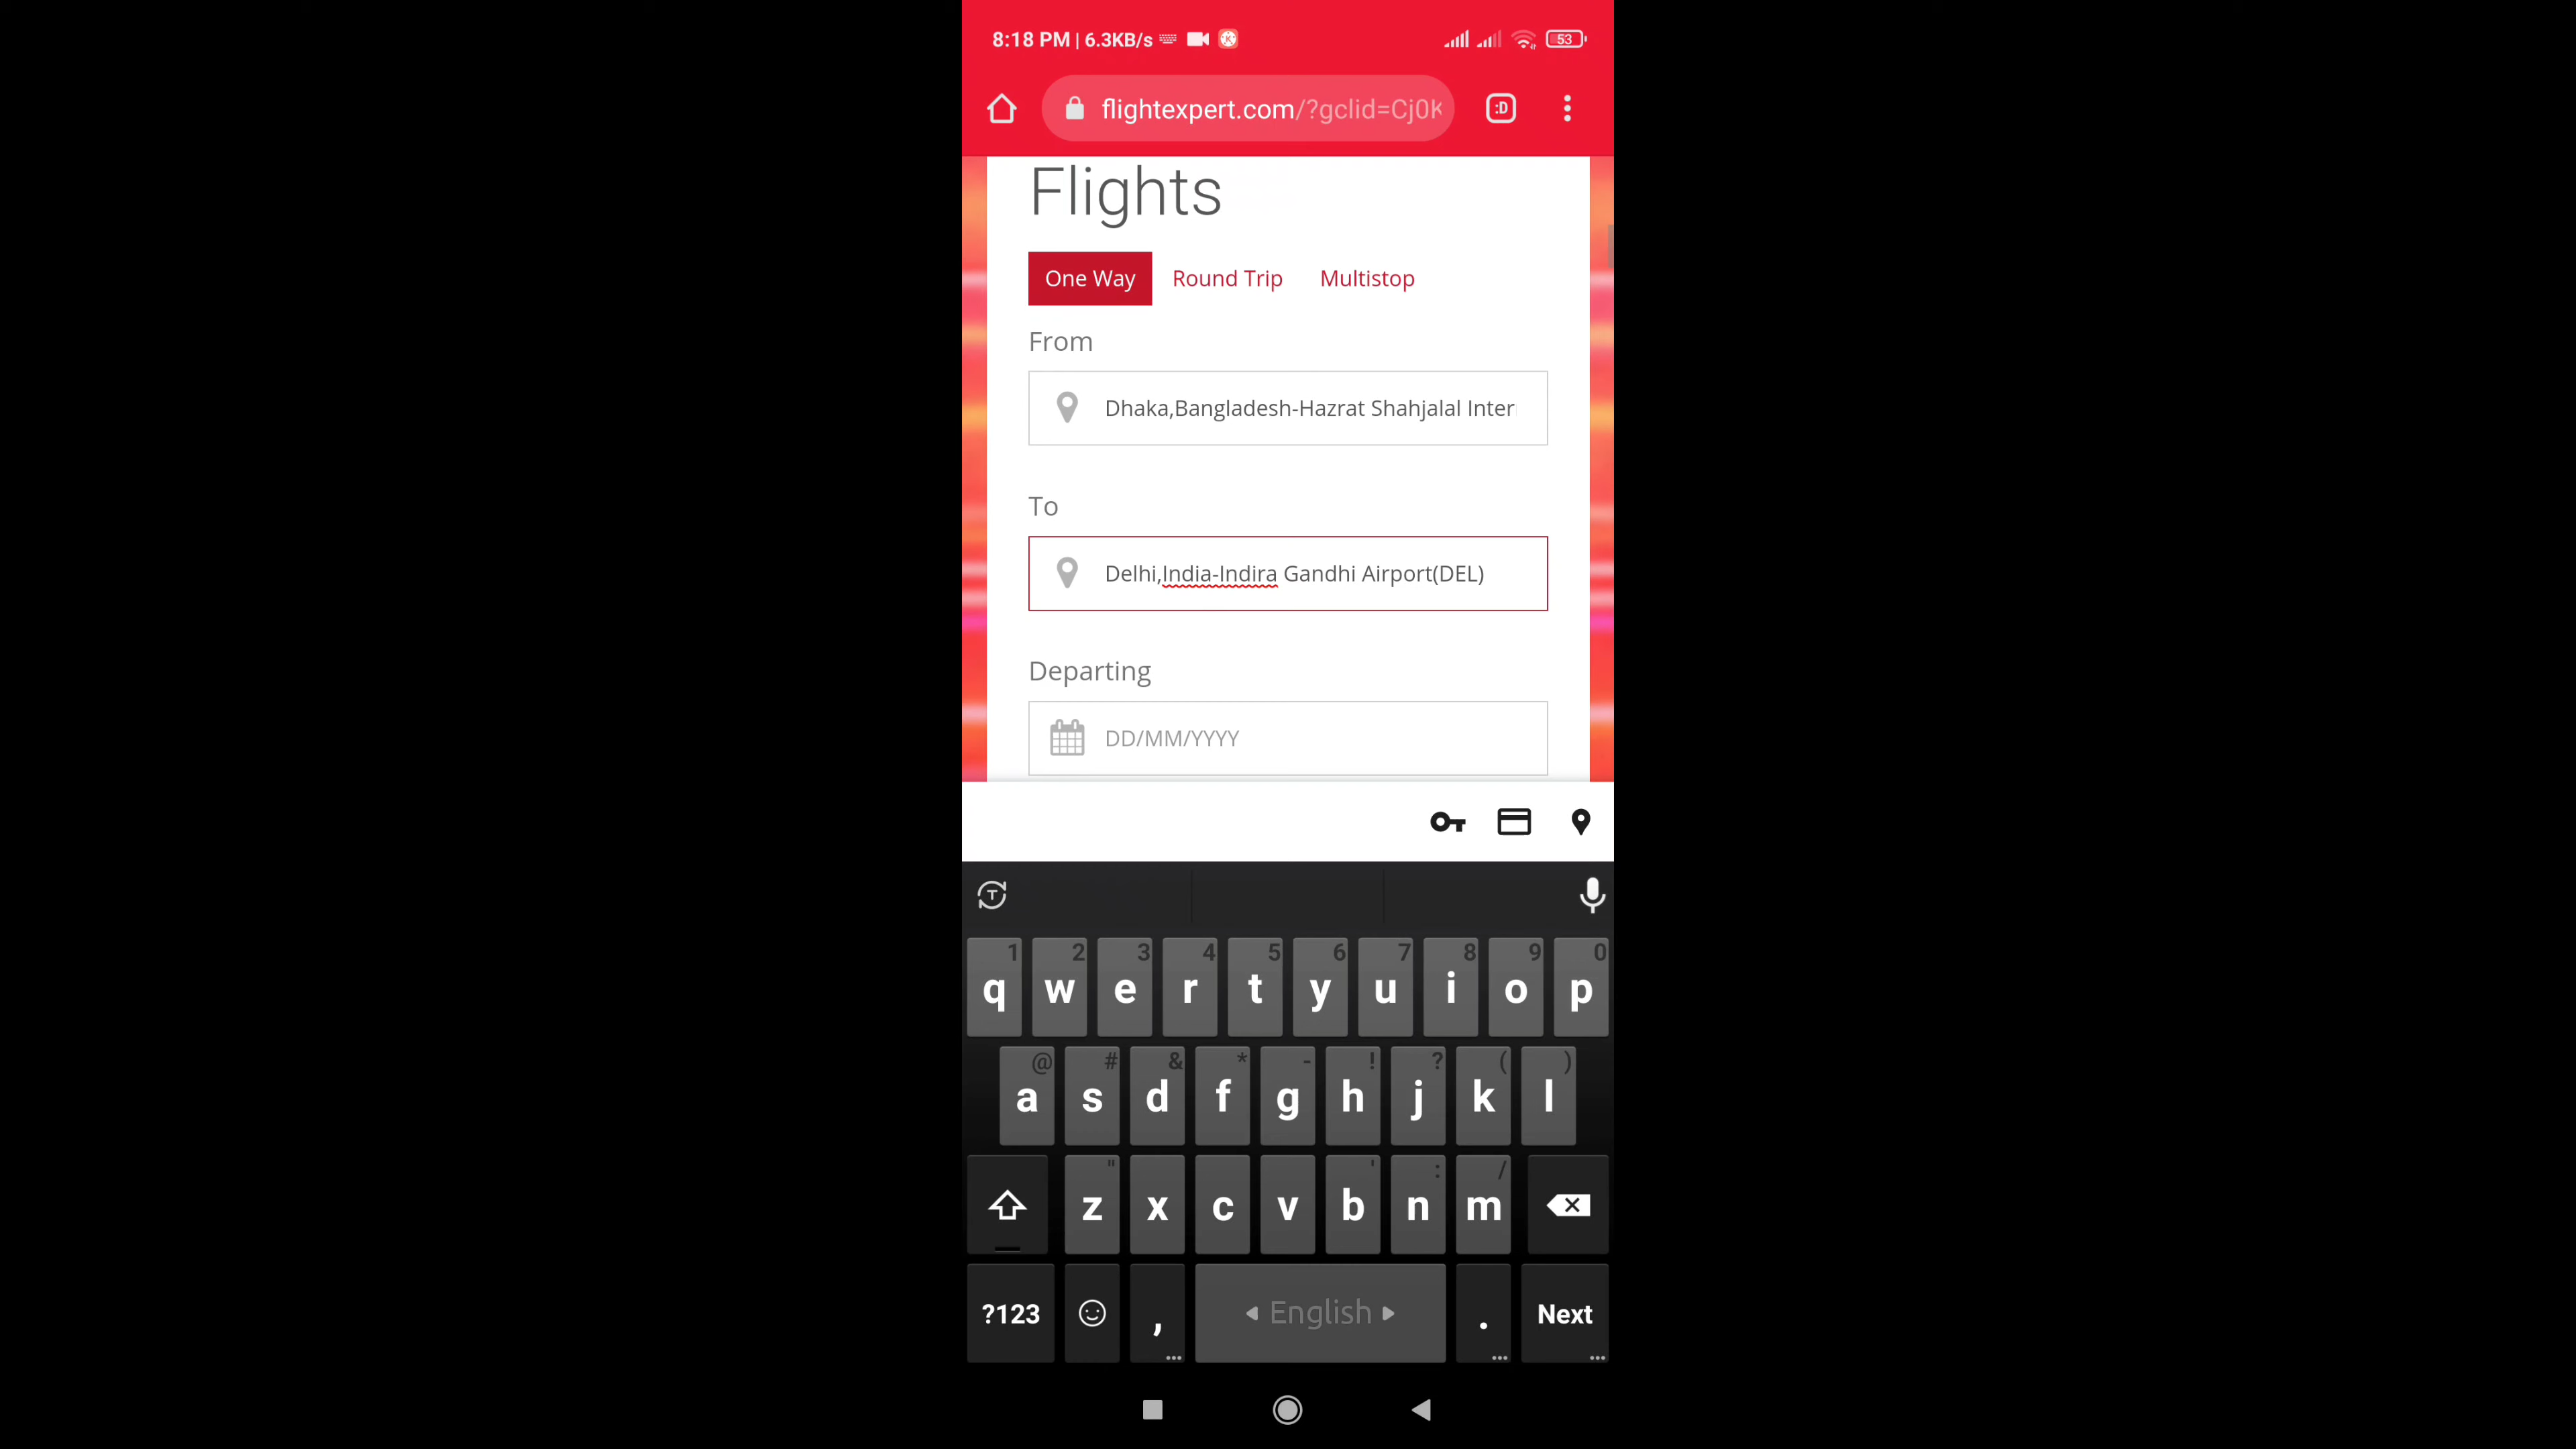 8:18 PM | 6.3KB/s
53
flightexpert.com/?gclid=Cj0K
:D
Flights
One Way Round Trip Multistop
From
Dhaka,Bangladesh-Hazrat Shahjalal Inter
To
Delhi,India-Indira Gandhi Airport(DEL)
Departing
DD/MM/YYYY
T
1 2 3 4 5 6 7 8 9 0
q w e r t y u i o p
@ # & * - ! ? ( )
a s d f g h j k l
" ' : /
z x c v b n m
?123 , English . Next